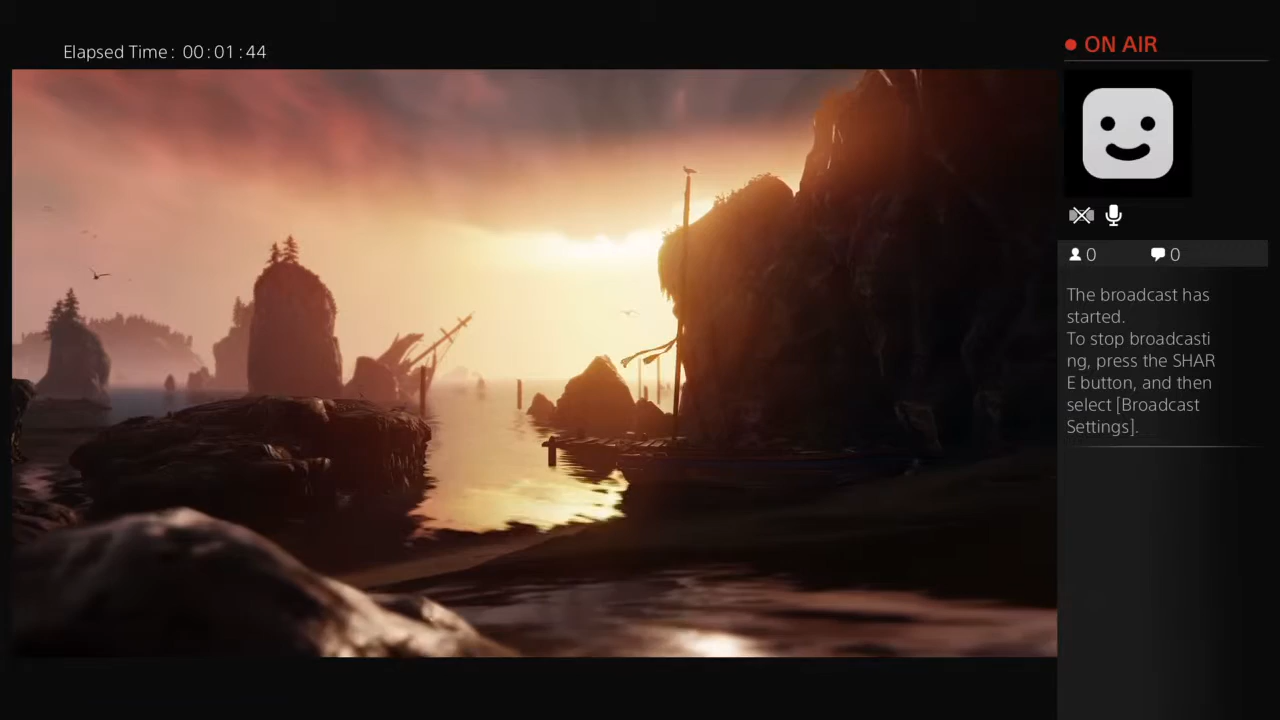 Elapsed Time: 00:01:44
ON AIR
0 0
The broadcast has
started.
To stop broadcasti
ng, press the SHAR
E button, and then
select [Broadcast
Settings].